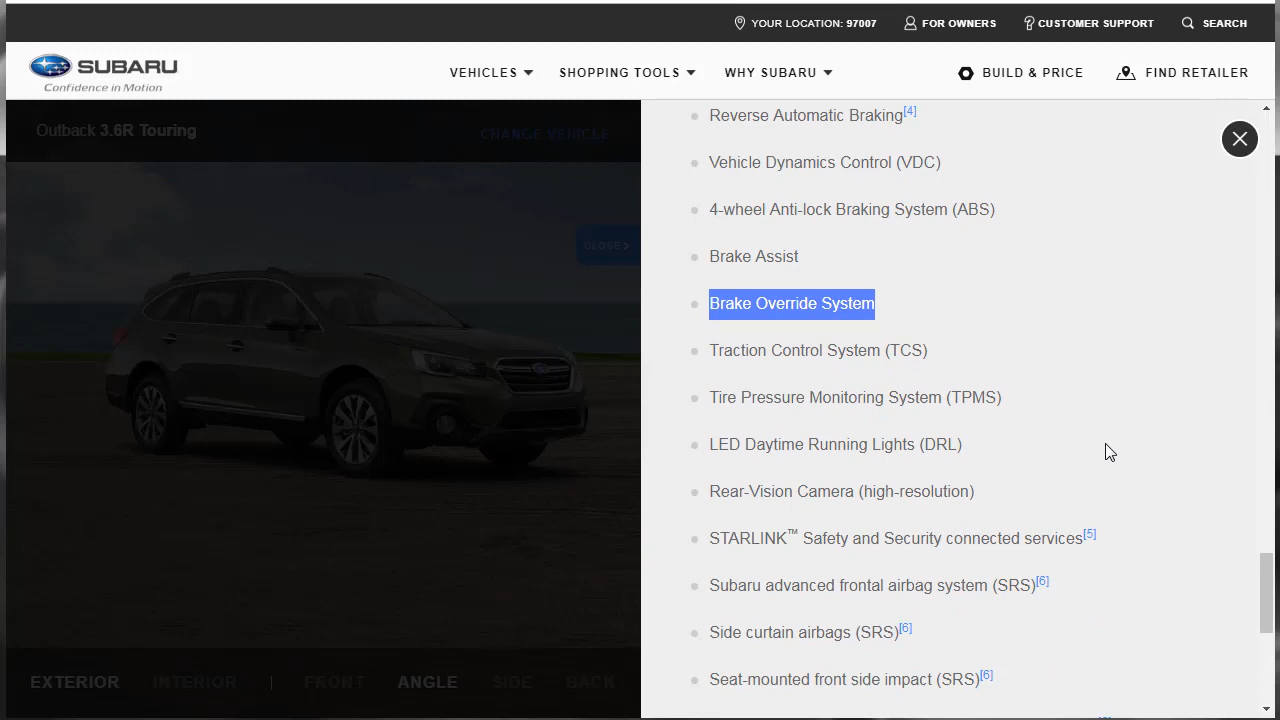 YOUR LOCATION: 97007
FOR OWNERS
CUSTOMER SUPPORT
SEARCH
SUBARU
Confidence in Motion
VEHICLES
SHOPPING TOOLS
WHY SUBARU
BUILD & PRICE
FIND RETAILER
Outback 3.6R Touring
CHANGE VEHICLE
CLOSE >
EXTERIOR
INTERIOR
FRONT
ANGLE
SIDE
BACK
Reverse Automatic Braking[4]
Vehicle Dynamics Control (VDC)
4-wheel Anti-lock Braking System (ABS)
Brake Assist
Brake Override System
Traction Control System (TCS)
Tire Pressure Monitoring System (TPMS)
LED Daytime Running Lights (DRL)
Rear-Vision Camera (high-resolution)
STARLINK™ Safety and Security connected services[5]
Subaru advanced frontal airbag system (SRS)[6]
Side curtain airbags (SRS)[6]
Seat-mounted front side impact (SRS)[6]